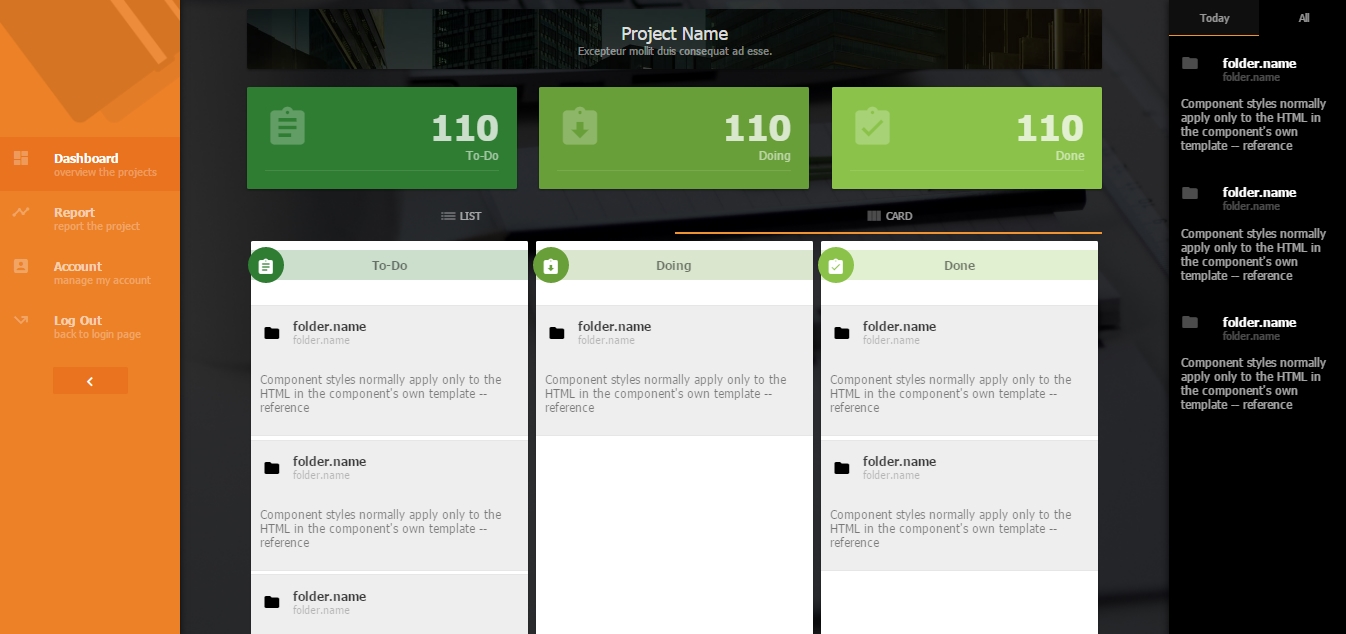 Dashboard
overview the projects
Report
report the project
Account
manage my account
Log Out
back to login page
Project Name
Excepteur mollit duis consequat ad esse.
110
To-Do
110
Doing
110
Done
LIST
CARD
To-Do
folder.name
folder.name
Component styles normally apply only to the
HTML in the component's own template --
reference
folder.name
folder.name
Component styles normally apply only to the
HTML in the component's own template --
reference
folder.name
folder.name
Doing
folder.name
folder.name
Component styles normally apply only to the
HTML in the component's own template --
reference
Done
folder.name
folder.name
Component styles normally apply only to the
HTML in the component's own template --
reference
folder.name
folder.name
Component styles normally apply only to the
HTML in the component's own template --
reference
Today
All
folder.name
folder.name
Component styles normally
apply only to the HTML in
the component's own
template -- reference
folder.name
folder.name
Component styles normally
apply only to the HTML in
the component's own
template -- reference
folder.name
folder.name
Component styles normally
apply only to the HTML in
the component's own
template -- reference